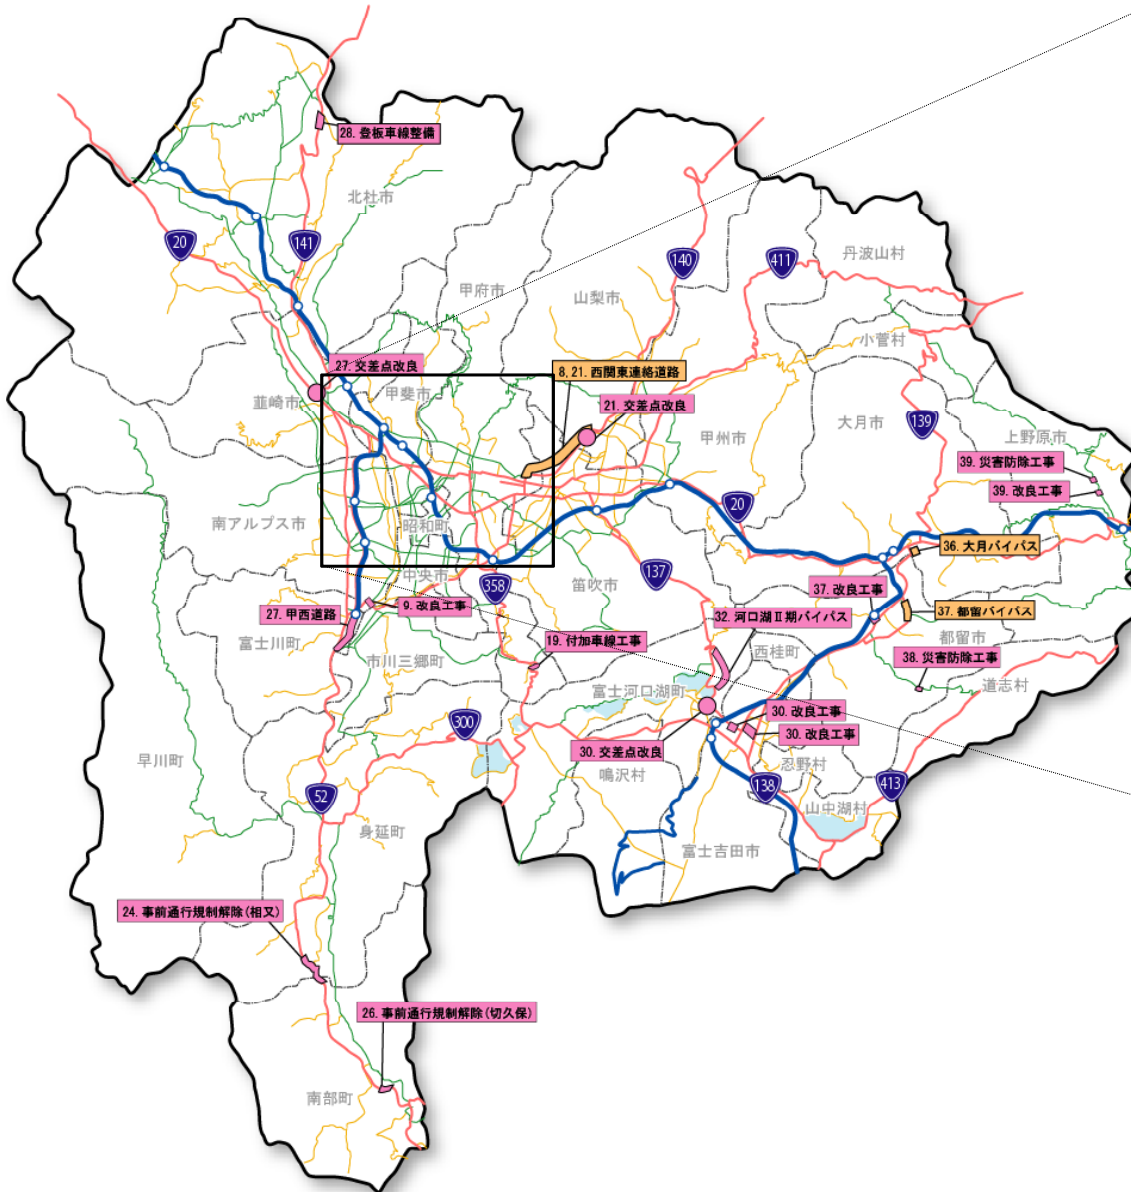 28. 登板車線整備
北杜市
20
141
140
411
丹波山村
甲府市
山梨市
小菅村
27. 交差点改良
8, 21. 西関東連絡道路
韮崎市
甲斐市
21. 交差点改良
甲州市
大月市
139
上野原市
39. 災害防除工事
39. 改良工事
南アルプス市
昭和町
20
36. 大月バイパス
中央市
358
笛吹市
137
37. 改良工事
27. 甲西道路
9. 改良工事
32. 河口湖Ⅱ期バイパス
37. 都留バイパス
富士川町
19. 付加車線工事
都留市
市川三郷町
西桂町
38. 災害防除工事
道志村
富士河口湖町
300
30. 改良工事
30. 改良工事
30. 交差点改良
早川町
鳴沢村
忍野村
52
138
413
山中湖村
身延町
富士吉田市
24. 事前通行規制解除(相又)
26. 事前通行規制解除(切久保)
南部町